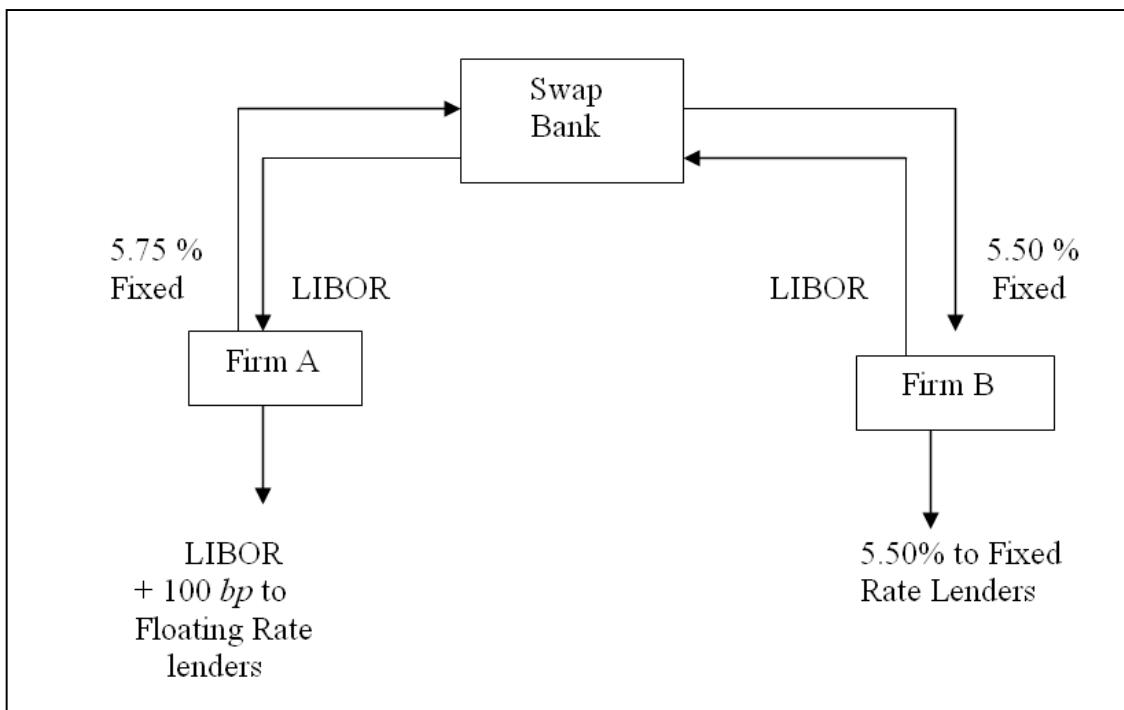 Swap
Bank
5.75 %
Fixed
LIBOR
LIBOR
5.50 %
Fixed
Firm A
Firm B
LIBOR
+ 100 bp to
Floating Rate
lenders
5.50% to Fixed
Rate Lenders